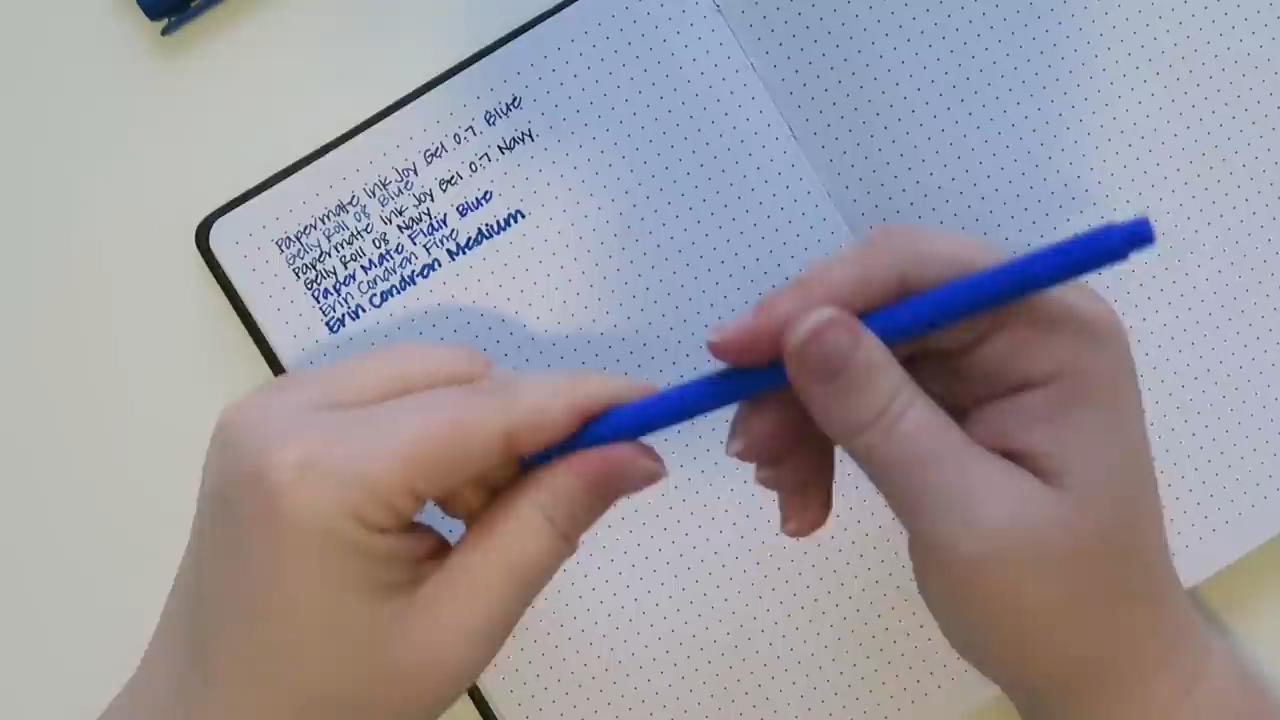 Papermate Ink Joy Gel 0.7 Blue
Gelly Roll 08 Blue
Papermate Ink Joy Gel 0.7 Navy
Gelly Roll 08 Navy
Paper Mate Flair Blue
Erin Condren Fine
Erin Condren Medium